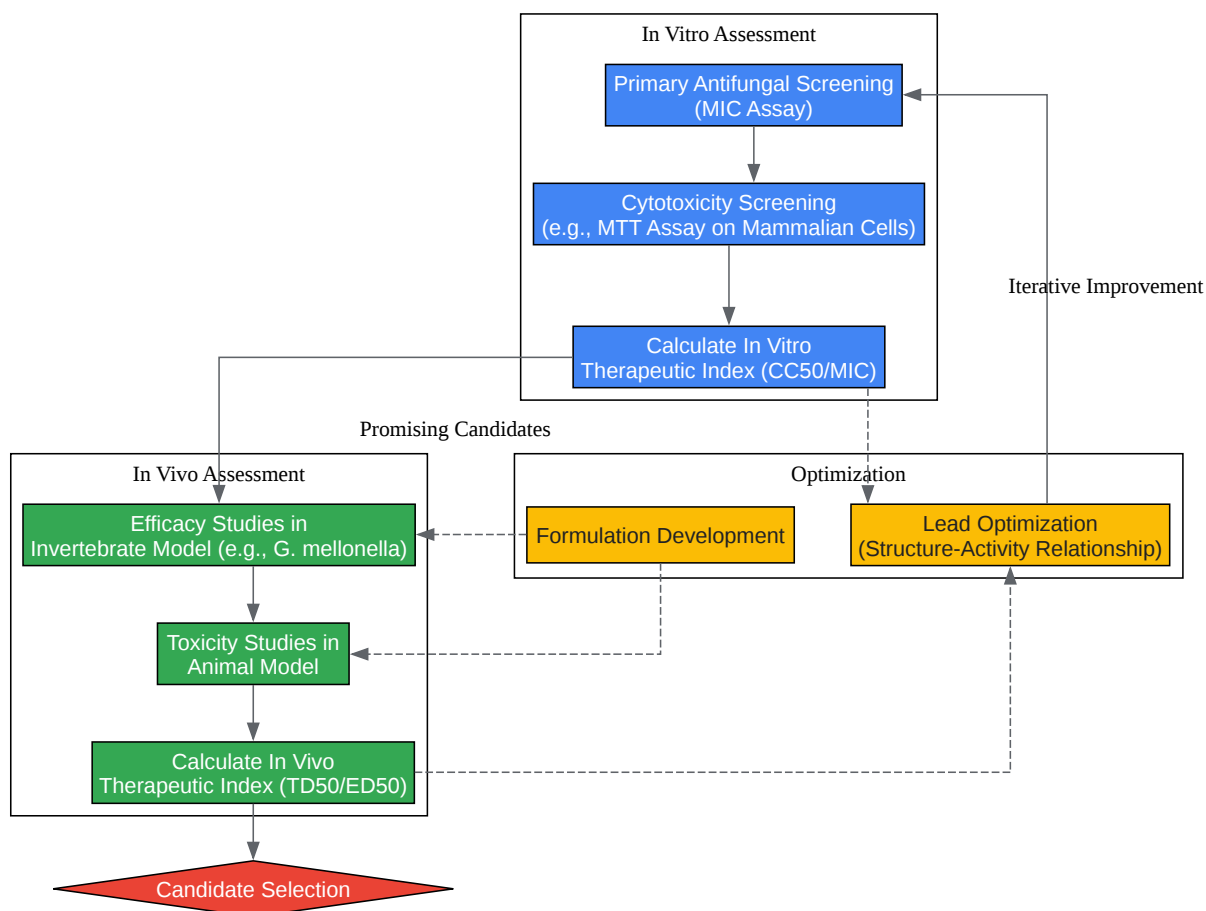 In Vitro Assessment
Primary Antifungal Screening
(MIC Assay)
Cytotoxicity Screening
(e.g., MTT Assay on Mammalian Cells)
Iterative Improvement
Calculate In Vitro
Therapeutic Index (CC50/MIC)
Promising Candidates
In Vivo Assessment
Optimization
Efficacy Studies in
Invertebrate Model (e.g., G. mellonella)
Formulation Development
Lead Optimization
(Structure-Activity Relationship)
Toxicity Studies in
Animal Model
Calculate In Vivo
Therapeutic Index (TD50/ED50)
Candidate Selection